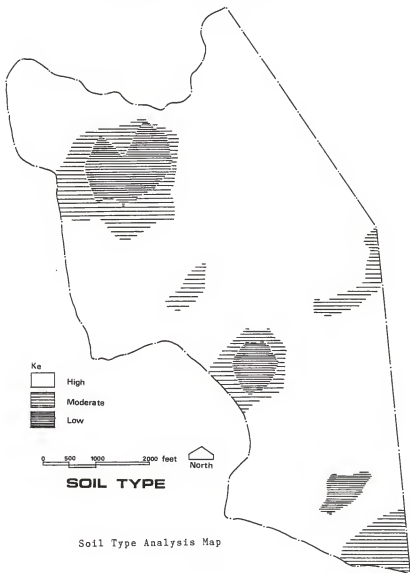 Ke
High
Moderate
Low
0 500 1000 2000 feet
North
SOIL TYPE
Soil Type Analysis Map